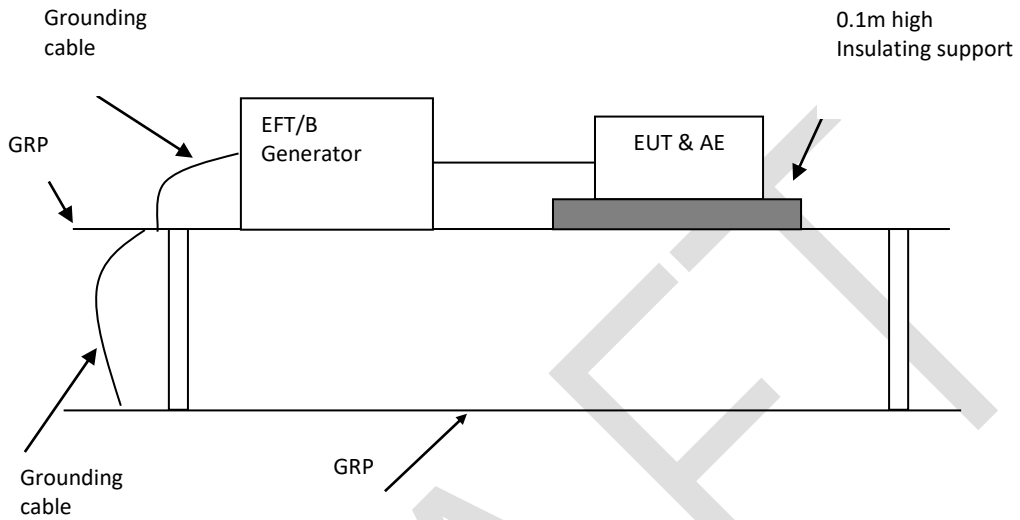 Grounding
cable
0.1m high
Insulating support
GRP
EFT/B
Generator
EUT & AE
GRP
Grounding
cable